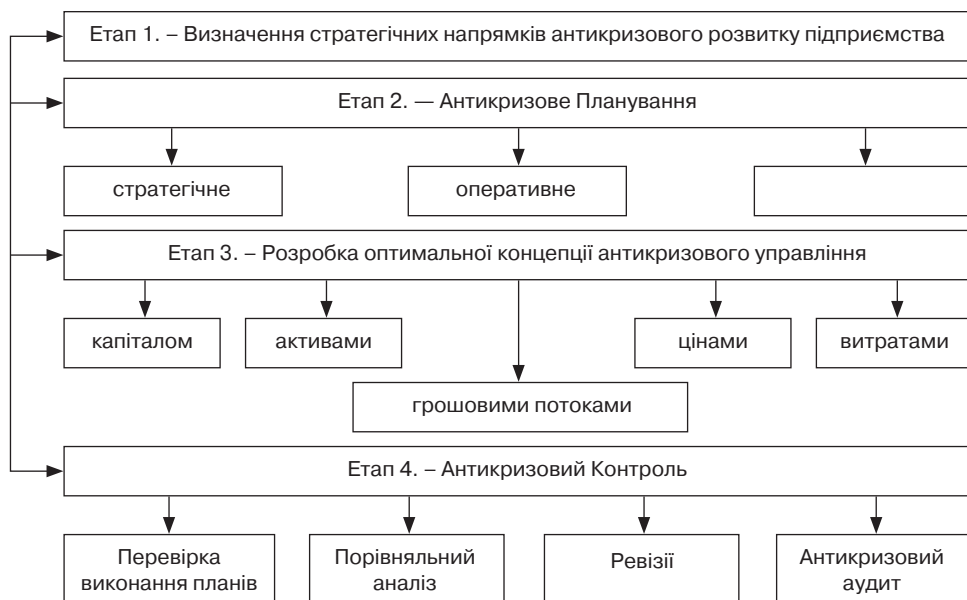 Етап 1. – Визначення стратегічних напрямків антикризового розвитку підприємства
Етап 2. — Антикризове Планування
стратегічне
оперативне
Етап 3. – Розробка оптимальної концепції антикризового управління
капіталом
активами
цінами
витратами
грошовими потоками
Етап 4. – Антикризовий Контроль
Перевірка
виконання планів
Порівняльний
аналіз
Ревізії
Антикризовий
аудит